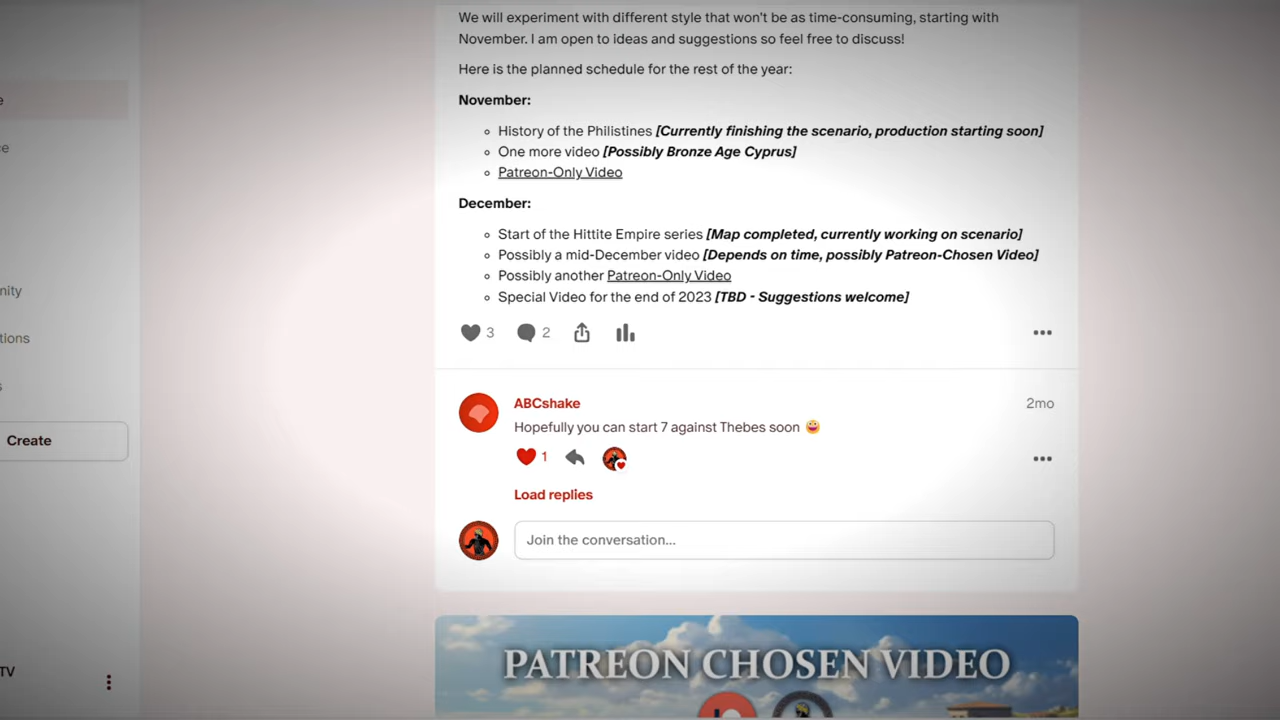 We will experiment with different style that won't be as time-consuming, starting with
November. I am open to ideas and suggestions so feel free to discuss!
Here is the planned schedule for the rest of the year:
November:
History of the Philistines [Currently finishing the scenario, production starting soon]
One more video [Possibly Bronze Age Cyprus]
Patreon-Only Video
December:
Start of the Hittite Empire series [Map completed, currently working on scenario]
Possibly a mid-December video [Depends on time, possibly Patreon-Chosen Video]
Possibly another Patreon-Only Video
Special Video for the end of 2023 [TBD - Suggestions welcome]
3 2
ABCshake 2mo
Hopefully you can start 7 against Thebes soon
1
Load replies
Join the conversation...
PATREON CHOSEN VIDEO
e
ce
nity
tions
s
Create
TV